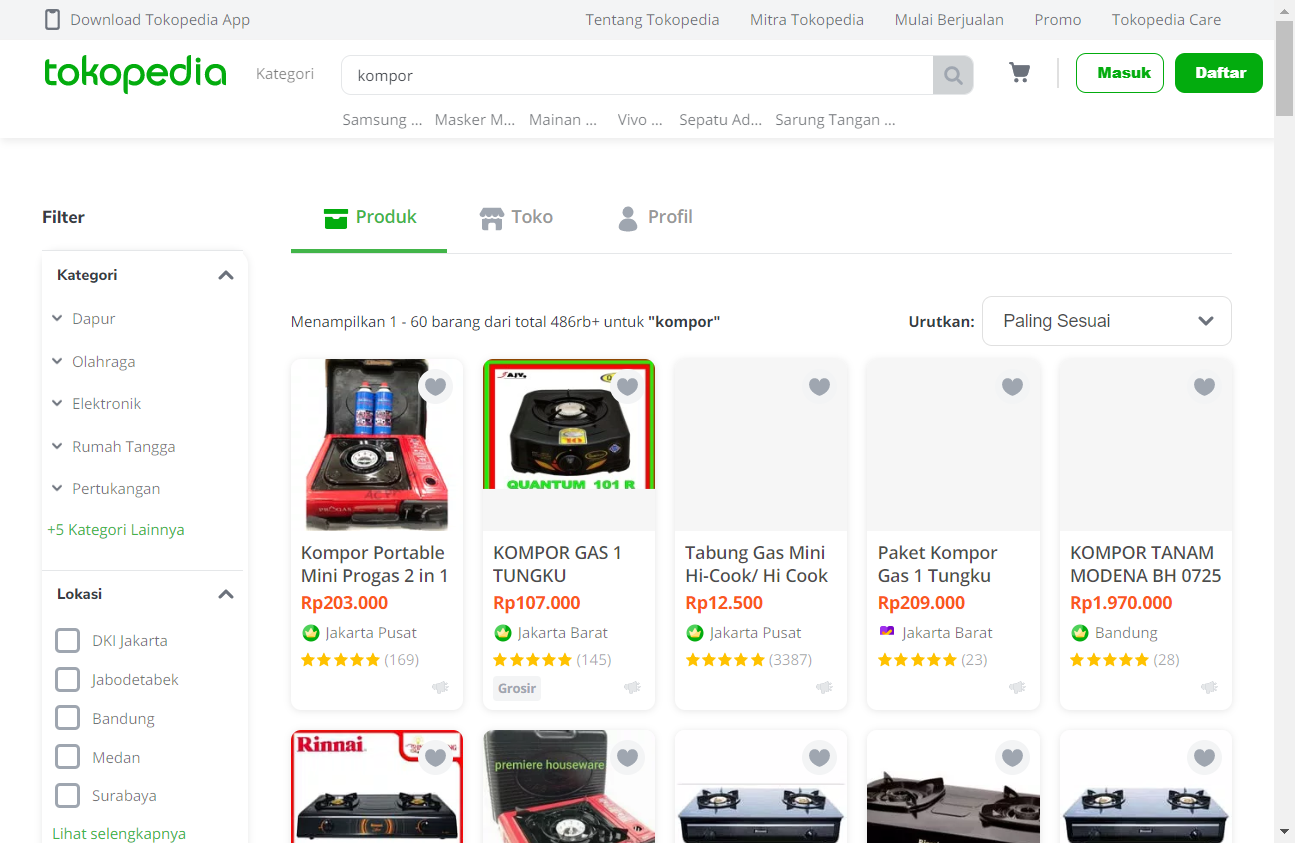 Download Tokopedia App
Tentang Tokopedia
Mitra Tokopedia
Mulai Berjualan
Promo
Tokopedia Care
tokopedia
Kategori
kompor
Masuk
Daftar
Samsung ...
Masker M...
Mainan ...
Vivo ...
Sepatu Ad...
Sarung Tangan ...
Filter
Kategori
Dapur
Olahraga
Elektronik
Rumah Tangga
Pertukangan
+5 Kategori Lainnya
Lokasi
DKI Jakarta
Jabodetabek
Bandung
Medan
Surabaya
Lihat selengkapnya
Produk
Toko
Profil
Menampilkan 1 - 60 barang dari total 486rb+ untuk "kompor"
Urutkan:
Paling Sesuai
PROGAS
Kompor Portable
Mini Progas 2 in 1
Rp203.000
Jakarta Pusat
(169)
QUANTUM 101 R
KOMPOR GAS 1
TUNGKU
Rp107.000
Jakarta Barat
(145)
Grosir
Tabung Gas Mini
Hi-Cook/ Hi Cook
Rp12.500
Jakarta Pusat
(3387)
Paket Kompor
Gas 1 Tungku
Rp209.000
Jakarta Barat
(23)
KOMPOR TANAM
MODENA BH 0725
Rp1.970.000
Bandung
(28)
Rinnai
premiere houseware